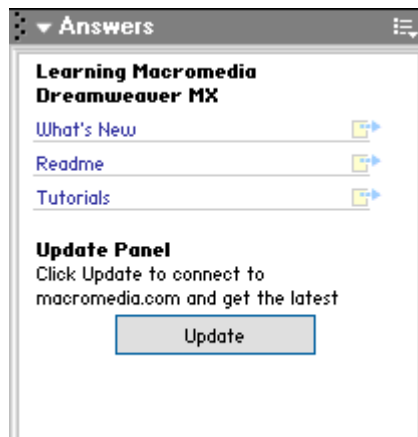 Answers
Learning Macromedia
Dreamweaver MX
What's New
Readme
Tutorials
Update Panel
Click Update to connect to
macromedia.com and get the latest
Update